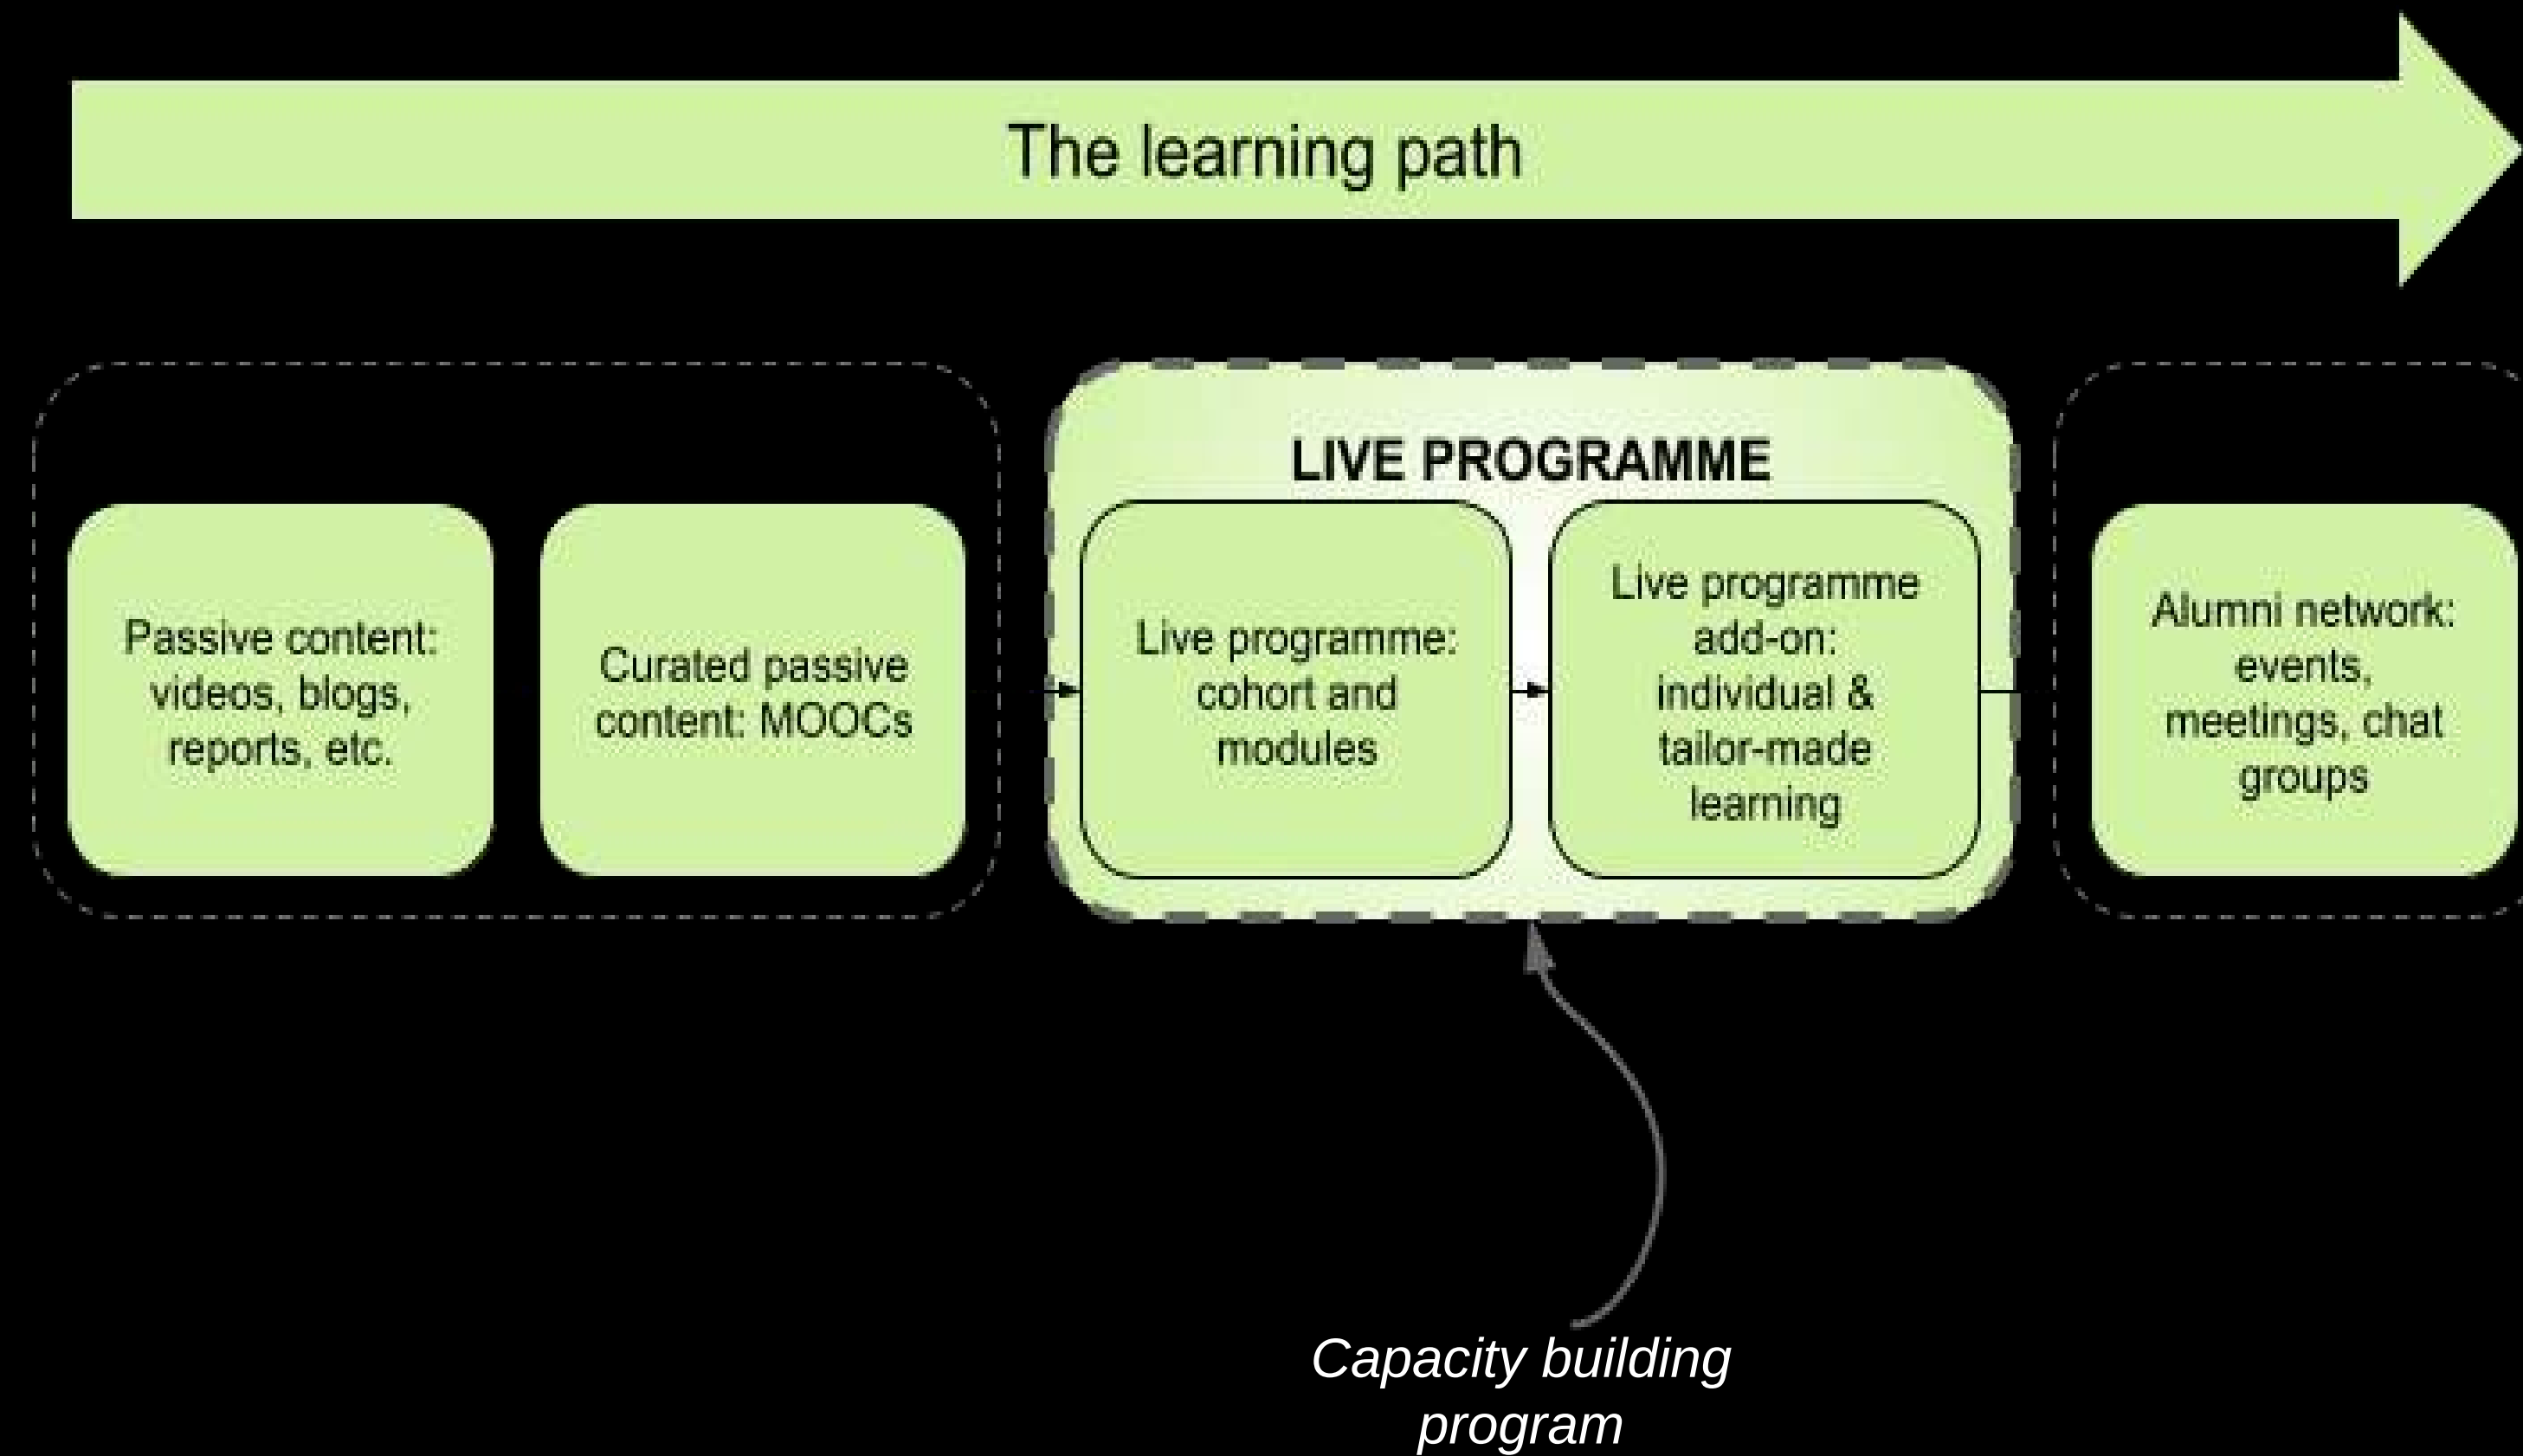 The learning path
LIVE PROGRAMME
Passive content:
videos, blogs,
reports, etc.
Curated passive
content: MOOCs
Live programme:
cohort and
modules
Live programme
add-on:
individual &
tailor-made
learning
Alumni network:
events,
meetings, chat
groups
Capacity building
program